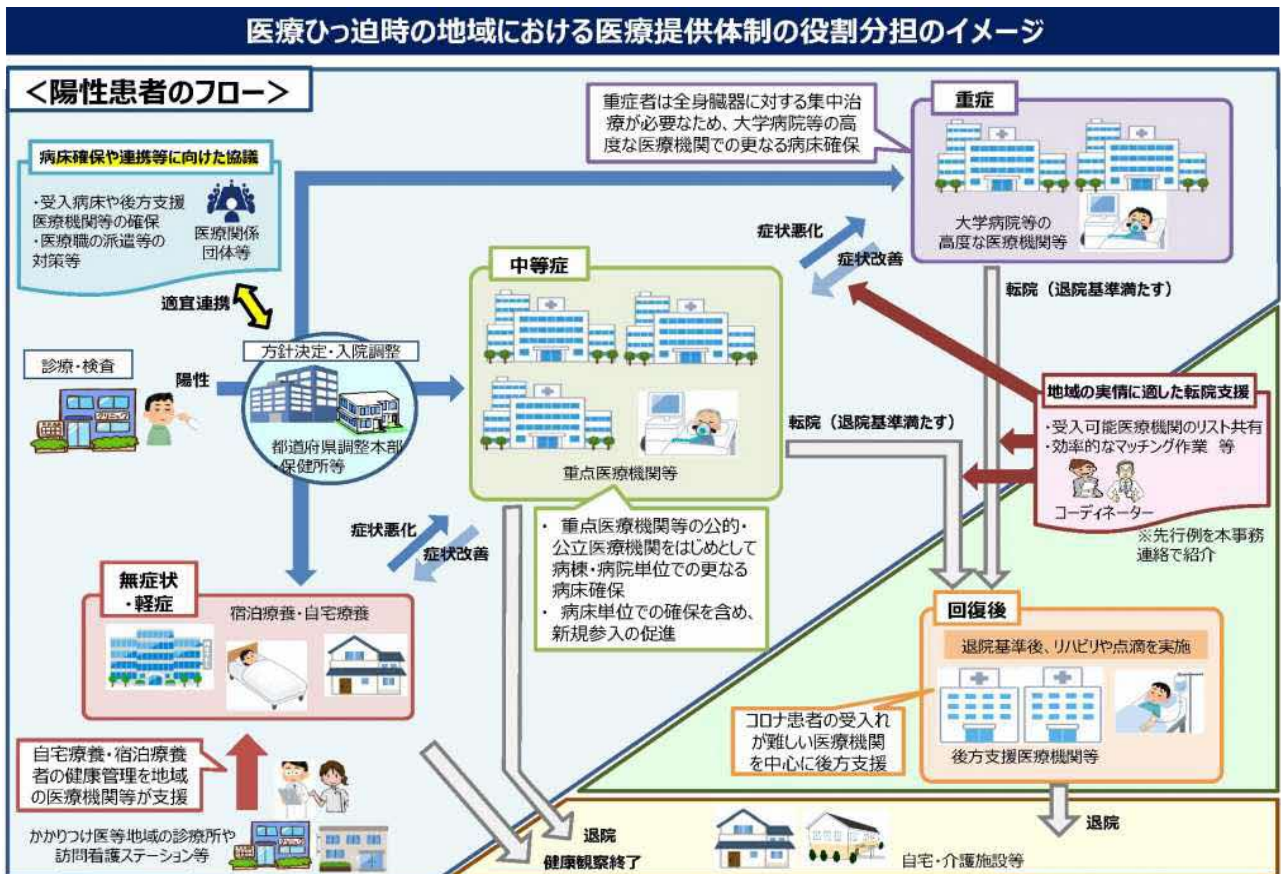 医療ひっ迫時の地域における医療提供体制の役割分担のイメージ
＜陽性患者のフロー＞
病床確保や連携等に向けた協議
・受入病床や後方支援
医療機関等の確保
・医療職の派遣等の
対策等
医療関係
団体等
適宜連携
診療・検査
陽性
方針決定・入院調整
都道府県調整本部
・保健所等
重症者は全身臓器に対する集中治
療が必要なため、大学病院等の高
度な医療機関での更なる病床確保
重症
大学病院等の
高度な医療機関等
症状悪化
症状改善
転院（退院基準満たす）
中等症
重点医療機関等
転院（退院基準満たす）
・ 重点医療機関等の公的・
公立医療機関をはじめとして
病棟・病院単位での更なる
病床確保
・ 病床単位での確保を含め、
新規参入の促進
地域の実情に適した転院支援
・受入可能医療機関のリスト共有
・効率的なマッチング作業 等
コーディネーター
※先行例を本事務
連絡で紹介
症状悪化
症状改善
無症状
・軽症
宿泊療養・自宅療養
自宅療養・宿泊療養
者の健康管理を地域
の医療機関等が支援
かかりつけ医等地域の診療所や
訪問看護ステーション等
回復後
退院基準後、リハビリや点滴を実施
後方支援医療機関等
コロナ患者の受入れ
が難しい医療機関
を中心に後方支援
退院
健康観察終了
退院
自宅・介護施設等